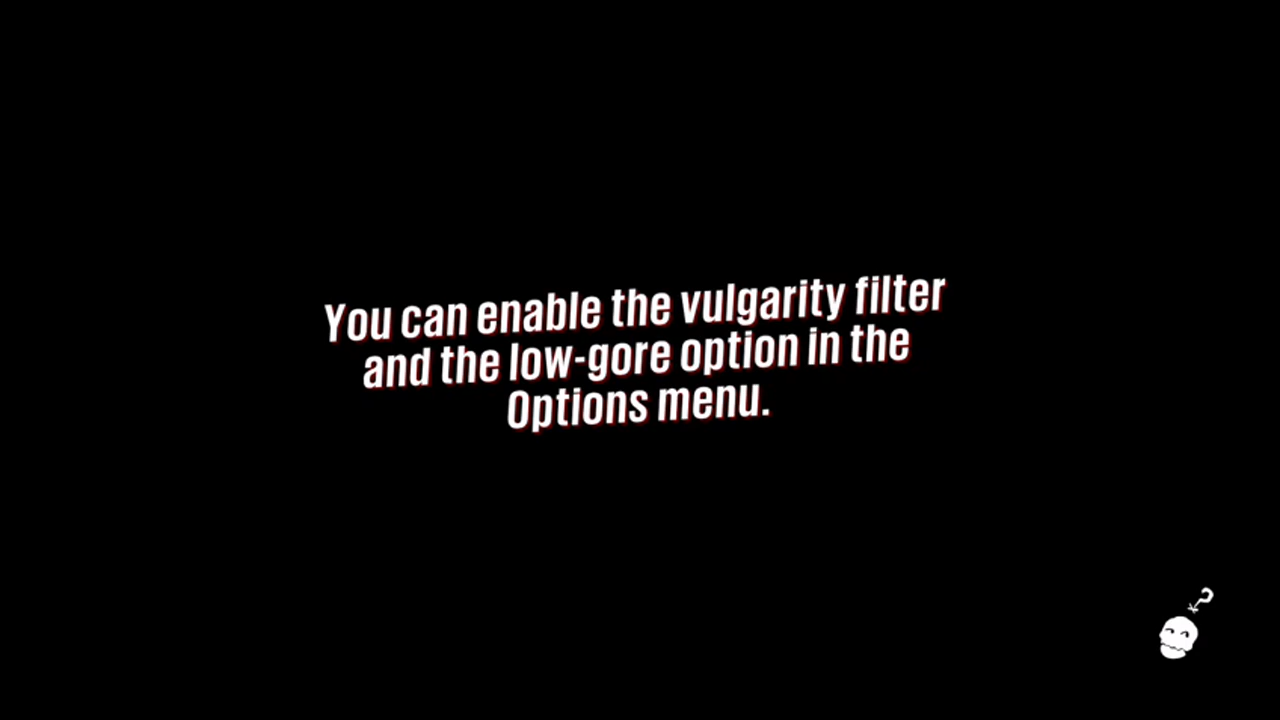 You can enable the vulgarity filter
and the low-gore option in the
Options menu.